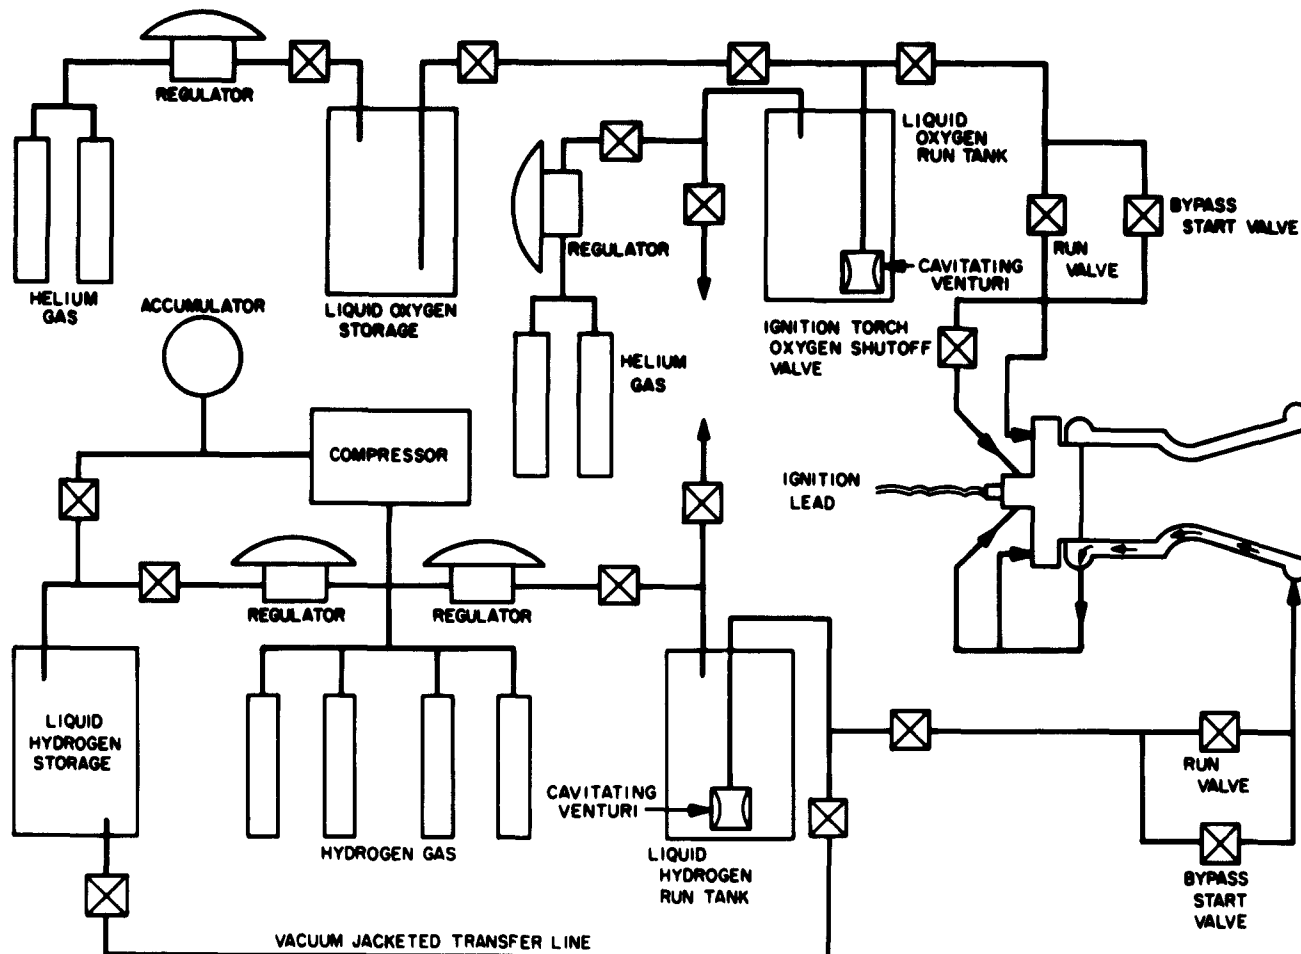 REGULATOR
HELIUM
GAS
LIQUID OXYGEN
STORAGE
REGULATOR
HELIUM
GAS
LIQUID
OXYGEN
RUN TANK
CAVITATING
VENTURI
RUN
VALVE
BYPASS
START VALVE
IGNITION TORCH
OXYGEN SHUTOFF
VALVE
ACCUMULATOR
COMPRESSOR
IGNITION
LEAD
REGULATOR
REGULATOR
LIQUID
HYDROGEN
STORAGE
HYDROGEN GAS
CAVITATING
VENTURI
LIQUID
HYDROGEN
RUN TANK
RUN
VALVE
BYPASS
START
VALVE
VACUUM JACKETED TRANSFER LINE